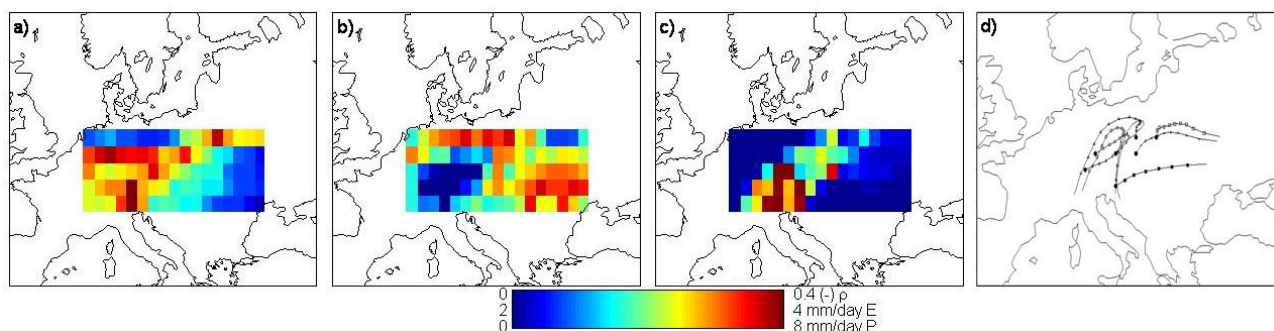 a)
b)
c)
d)
0 0.4 (-) ρ
2 4 mm/day E
0 8 mm/day P